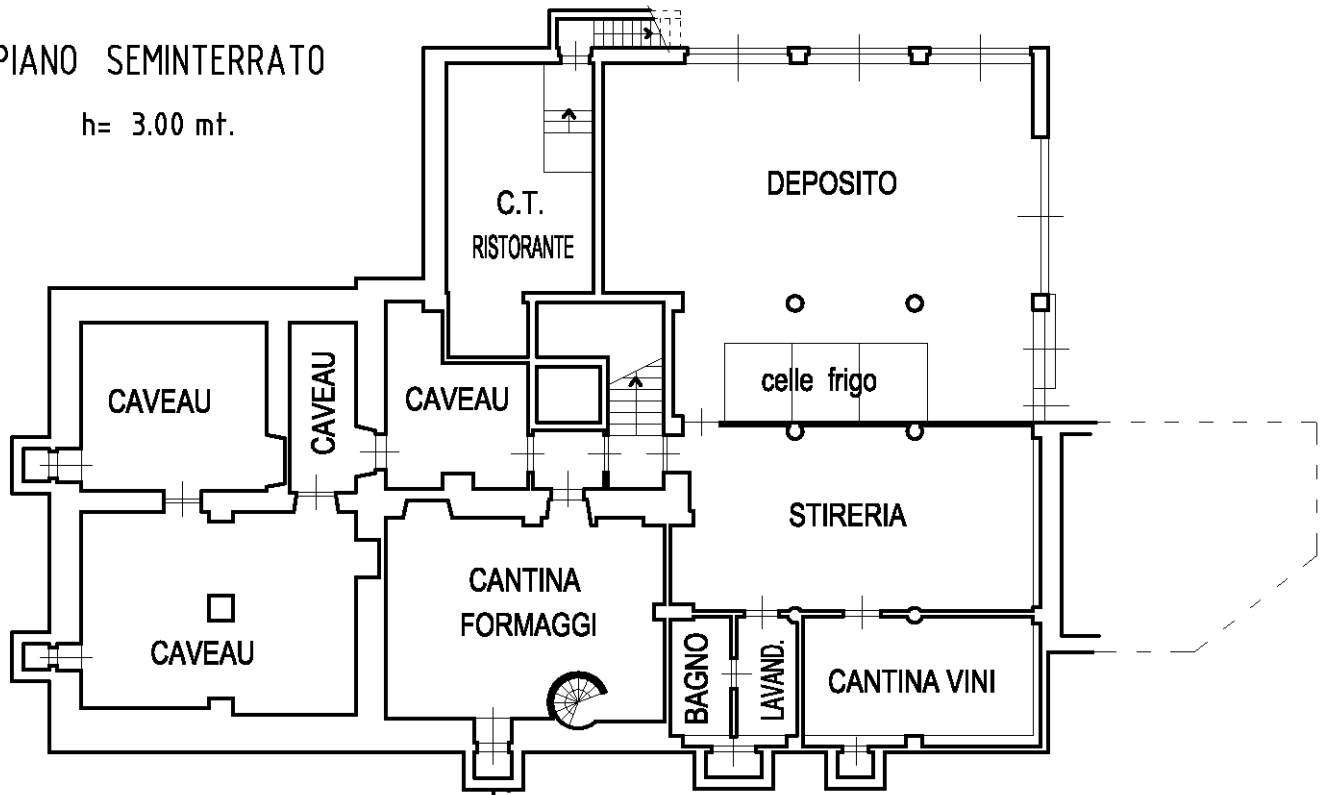 PIANO SEMINTERRATO
h= 3.00 mt.
DEPOSITO
C.T.
RISTORANTE
CAVEAU
CAVEAU
CAVEAU
celle frigo
STIRERIA
CANTINA
FORMAGGI
CAVEAU
BAGNO
LAVAND.
CANTINA VINI